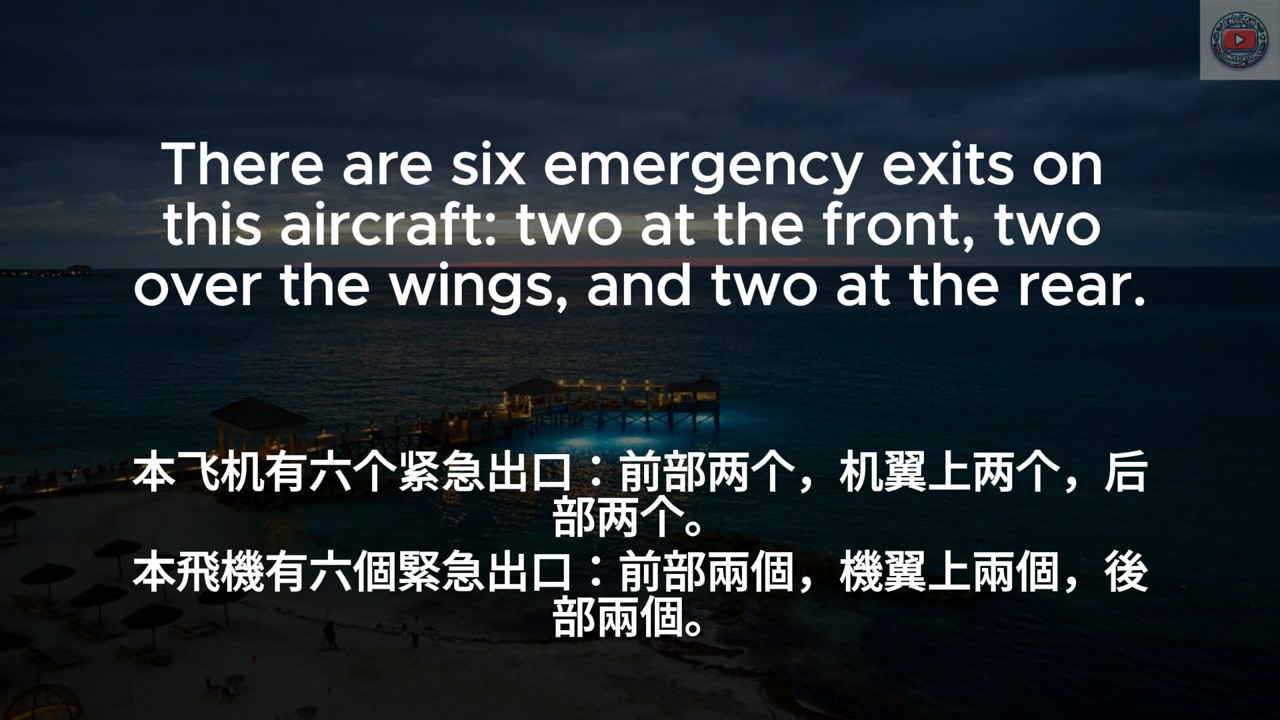 There are six emergency exits on
this aircraft: two at the front, two
over the wings, and two at the rear.
本飞机有六个紧急出口：前部两个，机翼上两个，后
部两个。
本飛機有六個緊急出口：前部兩個，機翼上兩個，後
部兩個。